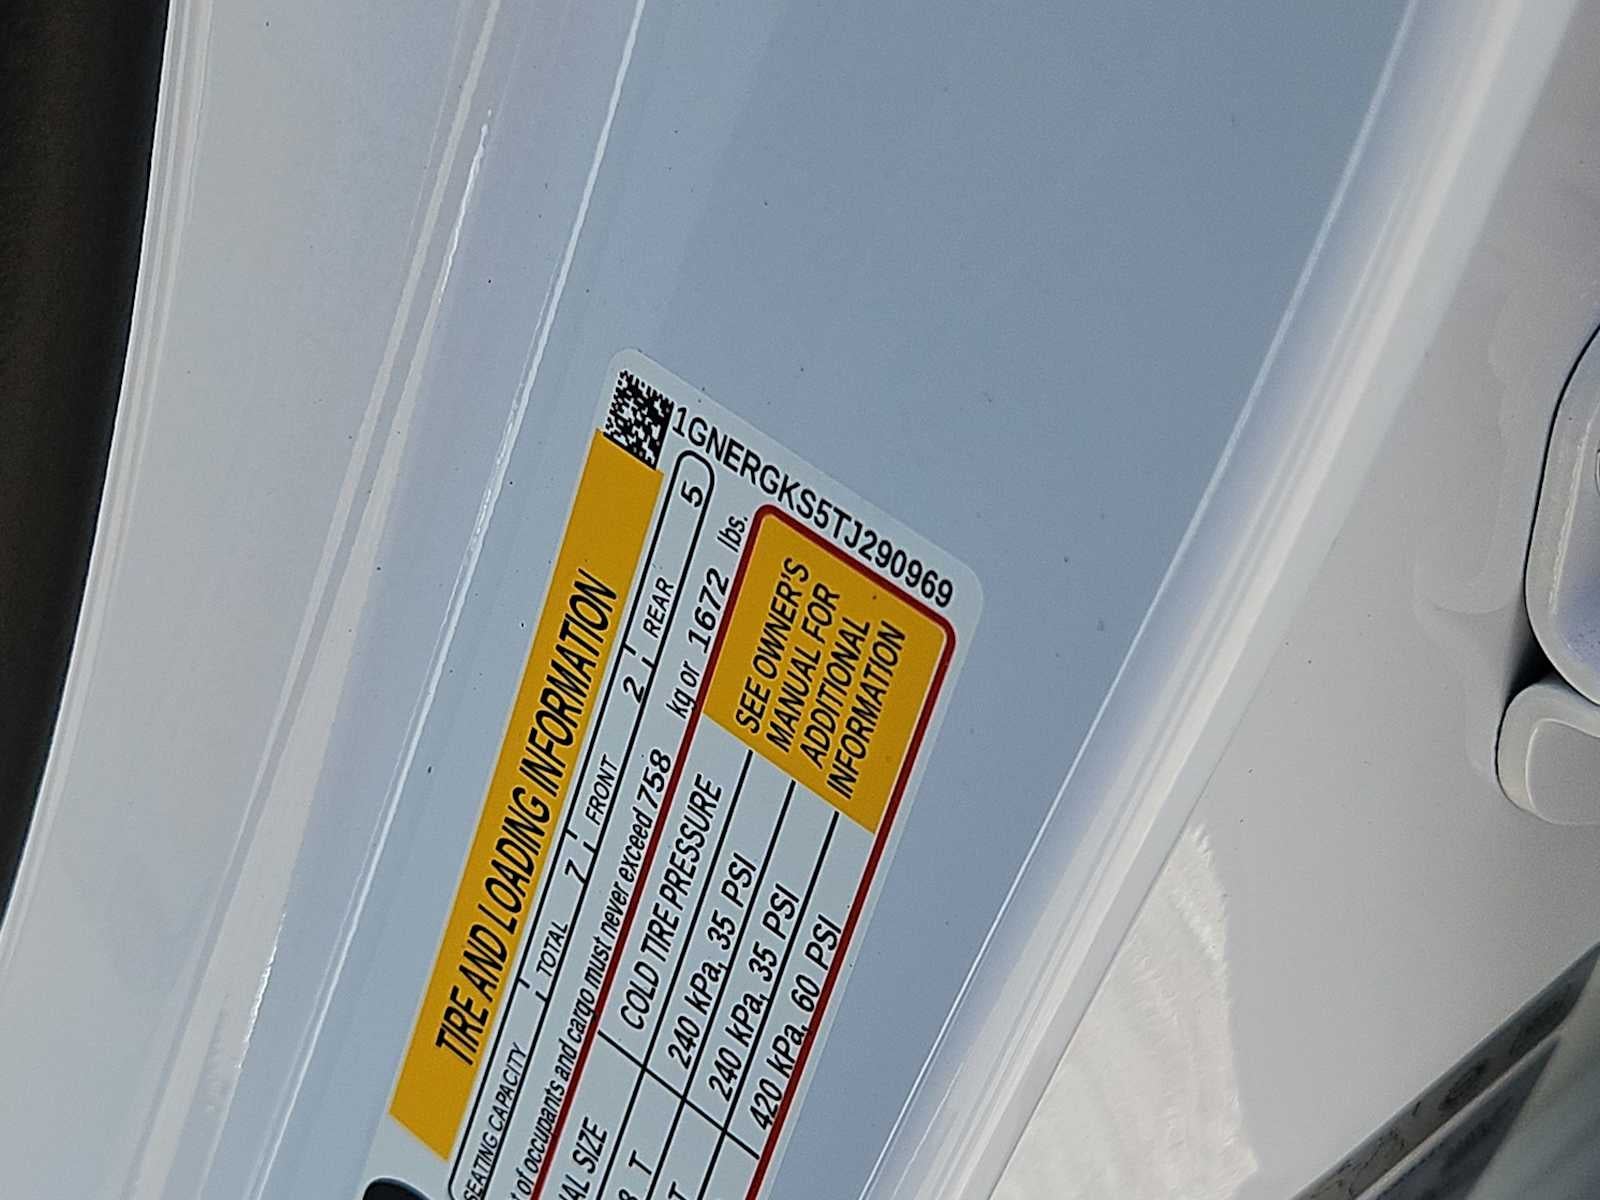 1GNERGKS5TJ290969
TIRE AND LOADING INFORMATION
SEATING CAPACITY TOTAL 7 FRONT 2 REAR 5
of occupants and cargo must never exceed 758 kg or 1672 lbs.
SIZE COLD TIRE PRESSURE
T 240 kPa, 35 PSI
T 240 kPa, 35 PSI
420 kPa, 60 PSI
SEE OWNER'S
MANUAL FOR
ADDITIONAL
INFORMATION